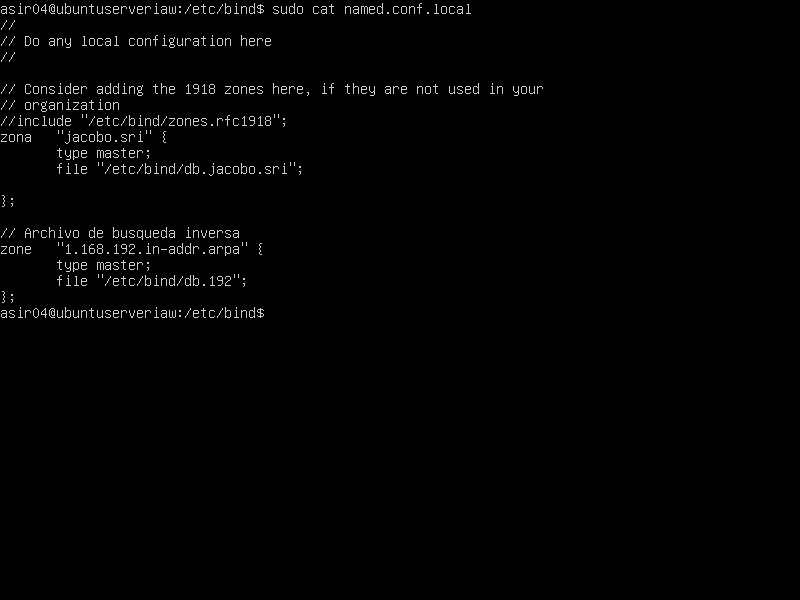 asir04@ubuntuserveriaw:/etc/bind$ sudo cat named.conf.local
//
// Do any local configuration here
//
// Consider adding the 1918 zones here, if they are not used in your
// organization
//include "/etc/bind/zones.rfc1918";
zona "jacobo.sri" {
type master;
file "/etc/bind/db.jacobo.sri";
};
// Archivo de busqueda inversa
zone "1.168.192.in-addr.arpa" {
type master;
file "/etc/bind/db.192";
};
asir04@ubuntuserveriaw:/etc/bind$